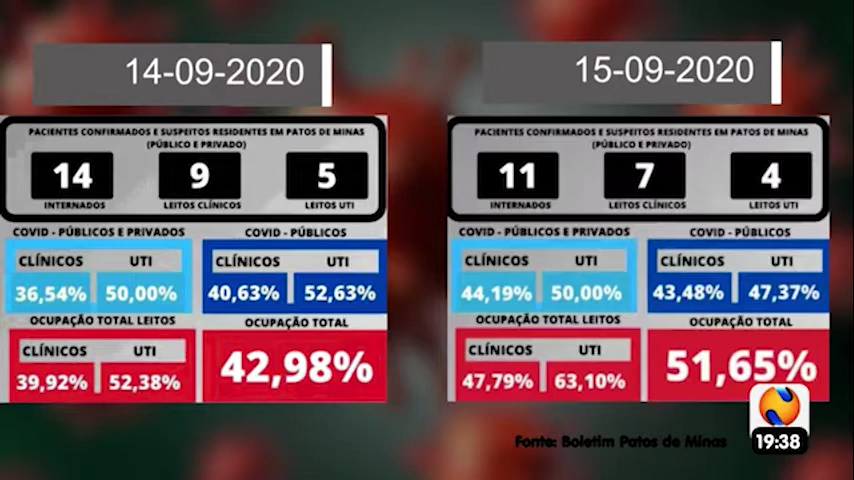 14-09-2020
PACIENTES CONFIRMADOS E SUSPEITOS RESIDENTES EM PATOS DE MINAS
(PÚBLICO E PRIVADO)
14 9 5
INTERNADOS LEITOS CLÍNICOS LEITOS UTI
COVID - PÚBLICOS E PRIVADOS COVID - PÚBLICOS
CLÍNICOS UTI CLÍNICOS UTI
36,54% 50,00% 40,63% 52,63%
OCUPAÇÃO TOTAL LEITOS OCUPAÇÃO TOTAL
CLÍNICOS UTI
39,92% 52,38% 42,98%
15-09-2020
PACIENTES CONFIRMADOS E SUSPEITOS RESIDENTES EM PATOS DE MINAS
(PÚBLICO E PRIVADO)
11 7 4
INTERNADOS LEITOS CLÍNICOS LEITOS UTI
COVID - PÚBLICOS E PRIVADOS COVID - PÚBLICOS
CLÍNICOS UTI CLÍNICOS UTI
44,19% 50,00% 43,48% 47,37%
OCUPAÇÃO TOTAL LEITOS OCUPAÇÃO TOTAL
CLÍNICOS UTI
47,79% 63,10% 51,65%
Fonte: Boletim Patos de Minas
19:38